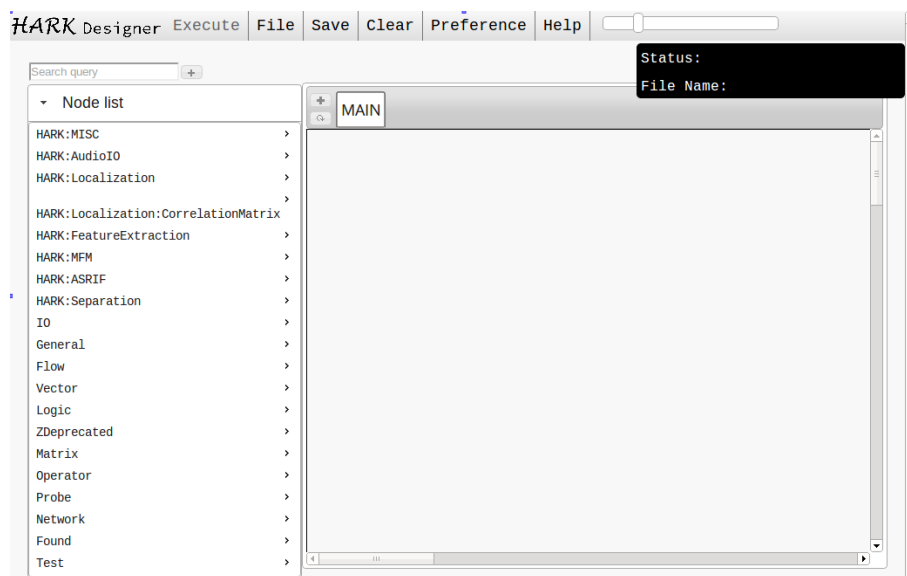 HARK Designer Execute File Save Clear Preference Help
Status:
File Name:
Search query +
Node list
MAIN
HARK:MISC
HARK:AudioIO
HARK:Localization
HARK:Localization:CorrelationMatrix
HARK:FeatureExtraction
HARK:MFM
HARK:ASRIF
HARK:Separation
IO
General
Flow
Vector
Logic
ZDeprecated
Matrix
Operator
Probe
Network
Found
Test